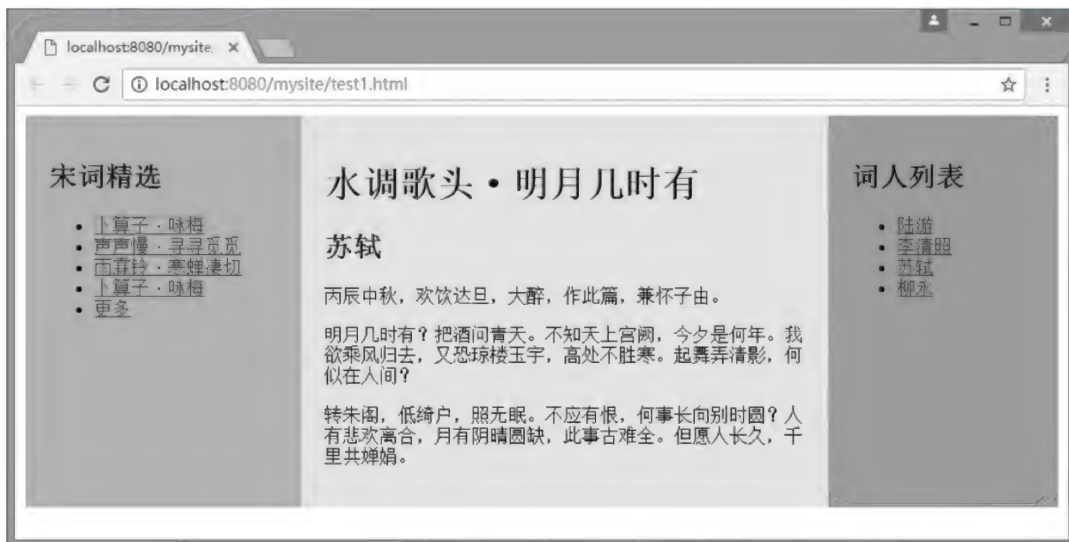 localhost:8080/mysite
localhost:8080/mysite/test1.html
宋词精选
卜算子·咏梅
声声慢·寻寻觅觅
雨霖铃·寒蝉凄切
卜算子·咏梅
更多
水调歌头·明月几时有
苏轼
丙辰中秋，欢饮达旦，大醉，作此篇，兼怀子由。
明月几时有？把酒问青天。不知天上宫阙，今夕是何年。我
欲乘风归去，又恐琼楼玉宇，高处不胜寒。起舞弄清影，何
似在人间？
转朱阁，低绮户，照无眠。不应有恨，何事长向别时圆？人
有悲欢离合，月有阴晴圆缺，此事古难全。但愿人长久，千
里共婵娟。
词人列表
陆游
李清照
苏轼
柳永